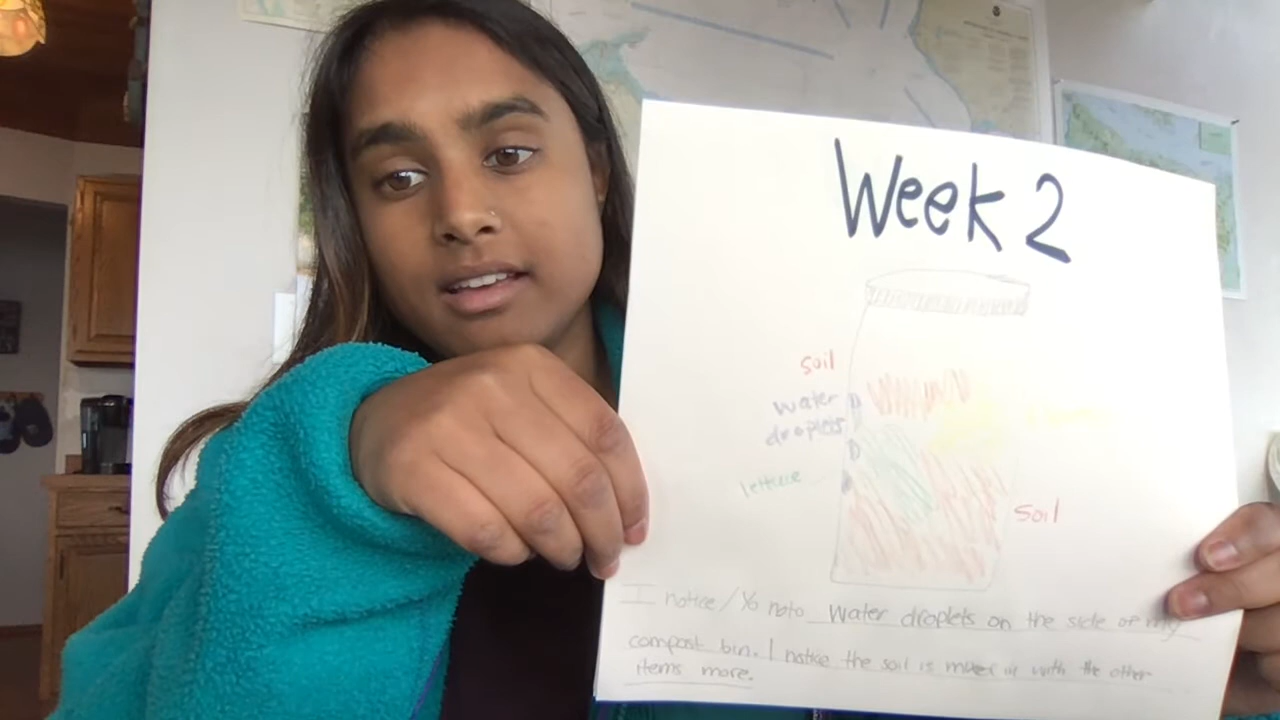 Week 2
soil
water
droplets
lettuce
soil
I notice / Yo noto water droplets on the side of my
compost bin. I notice the soil is mixed in with the other
items more.